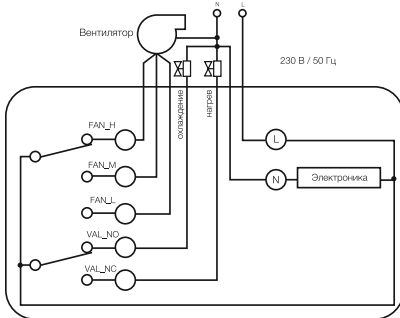 N
L
Вентилятор
230 В / 50 Гц
охлаждение
нагрев
FAN_H
L
FAN_M
N
Электроника
FAN_L
VAL_NO
VAL_NC